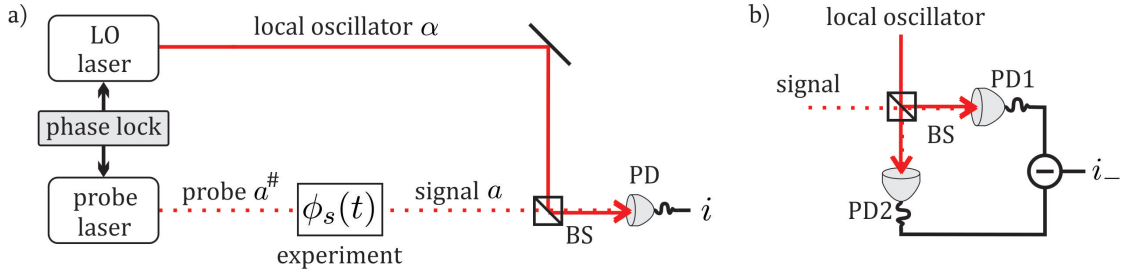 a)
LO
laser
local oscillator α
phase lock
probe
laser
probe a#
ϕs(t)
experiment
signal a
BS
PD
i
b)
local oscillator
signal
PD1
BS
PD2
i−